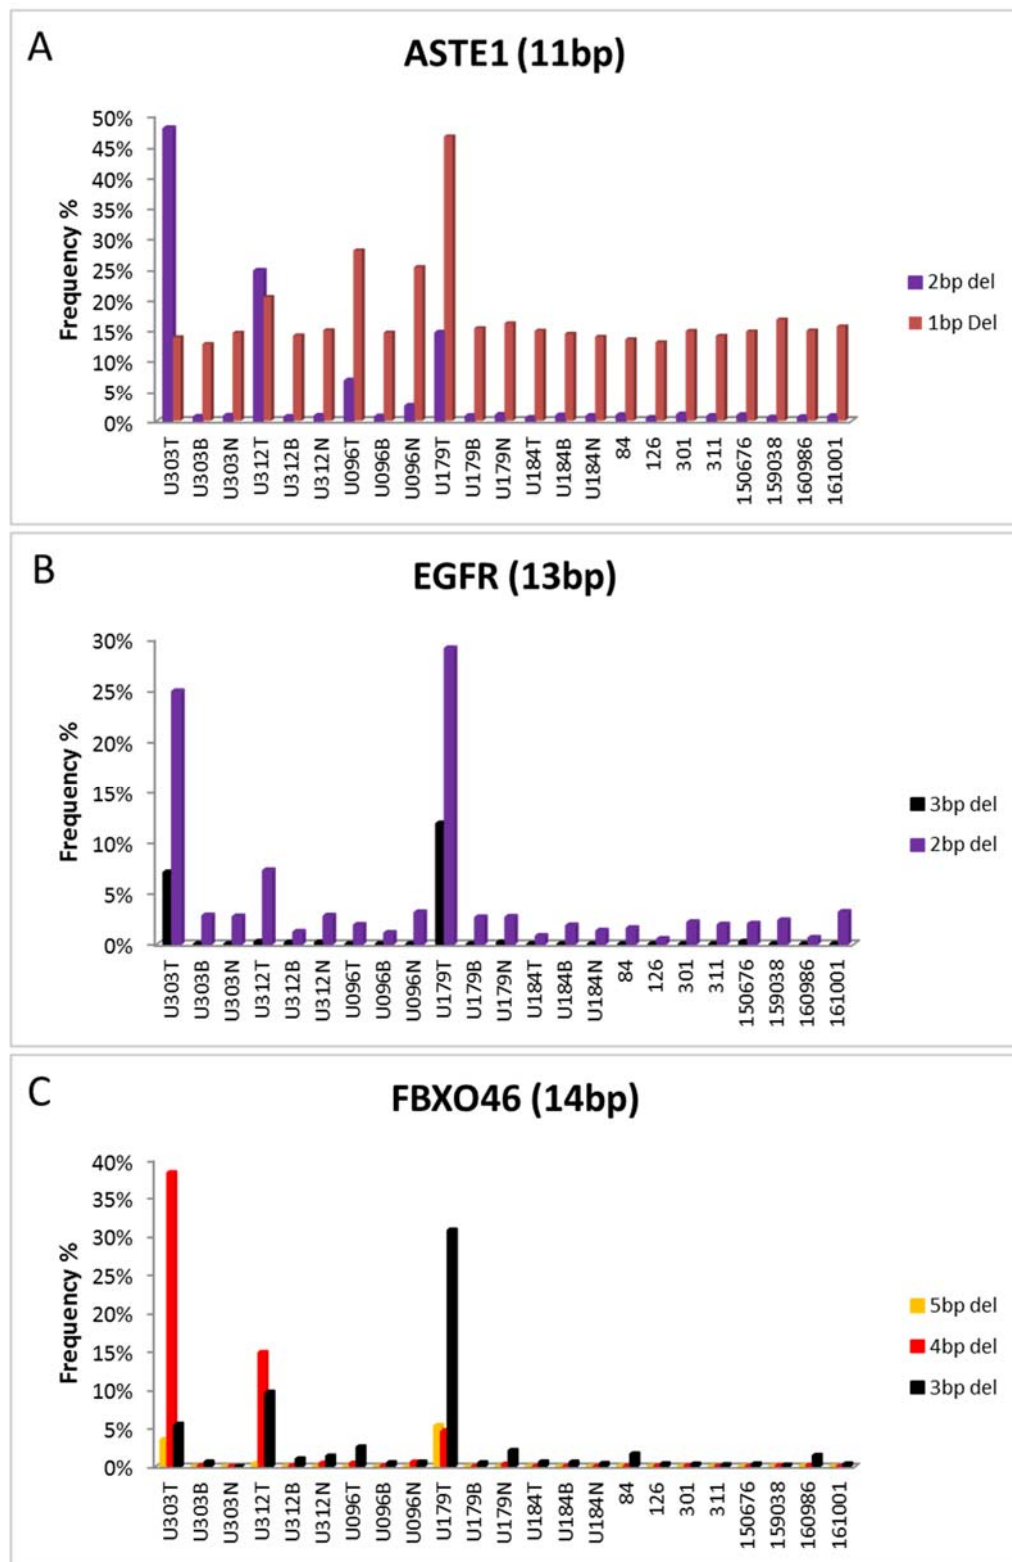 A
ASTE1 (11bp)
50%
45%
40%
35%
30%
25%
20%
15%
10%
5%
0%
Frequency %
U303T
U303B
U303N
U312T
U312B
U312N
U096T
U096B
U096N
U179T
U179B
U179N
U184T
U184B
U184N
84
126
301
311
150676
159038
160986
161001
2bp del
1bp Del
B
EGFR (13bp)
30%
25%
20%
15%
10%
5%
0%
Frequency %
U303T
U303B
U303N
U312T
U312B
U312N
U096T
U096B
U096N
U179T
U179B
U179N
U184T
U184B
U184N
84
126
301
311
150676
159038
160986
161001
3bp del
2bp del
C
FBXO46 (14bp)
40%
35%
30%
25%
20%
15%
10%
5%
0%
Frequency %
U303T
U303B
U303N
U312T
U312B
U312N
U096T
U096B
U096N
U179T
U179B
U179N
U184T
U184B
U184N
84
126
301
311
150676
159038
160986
161001
5bp del
4bp del
3bp del